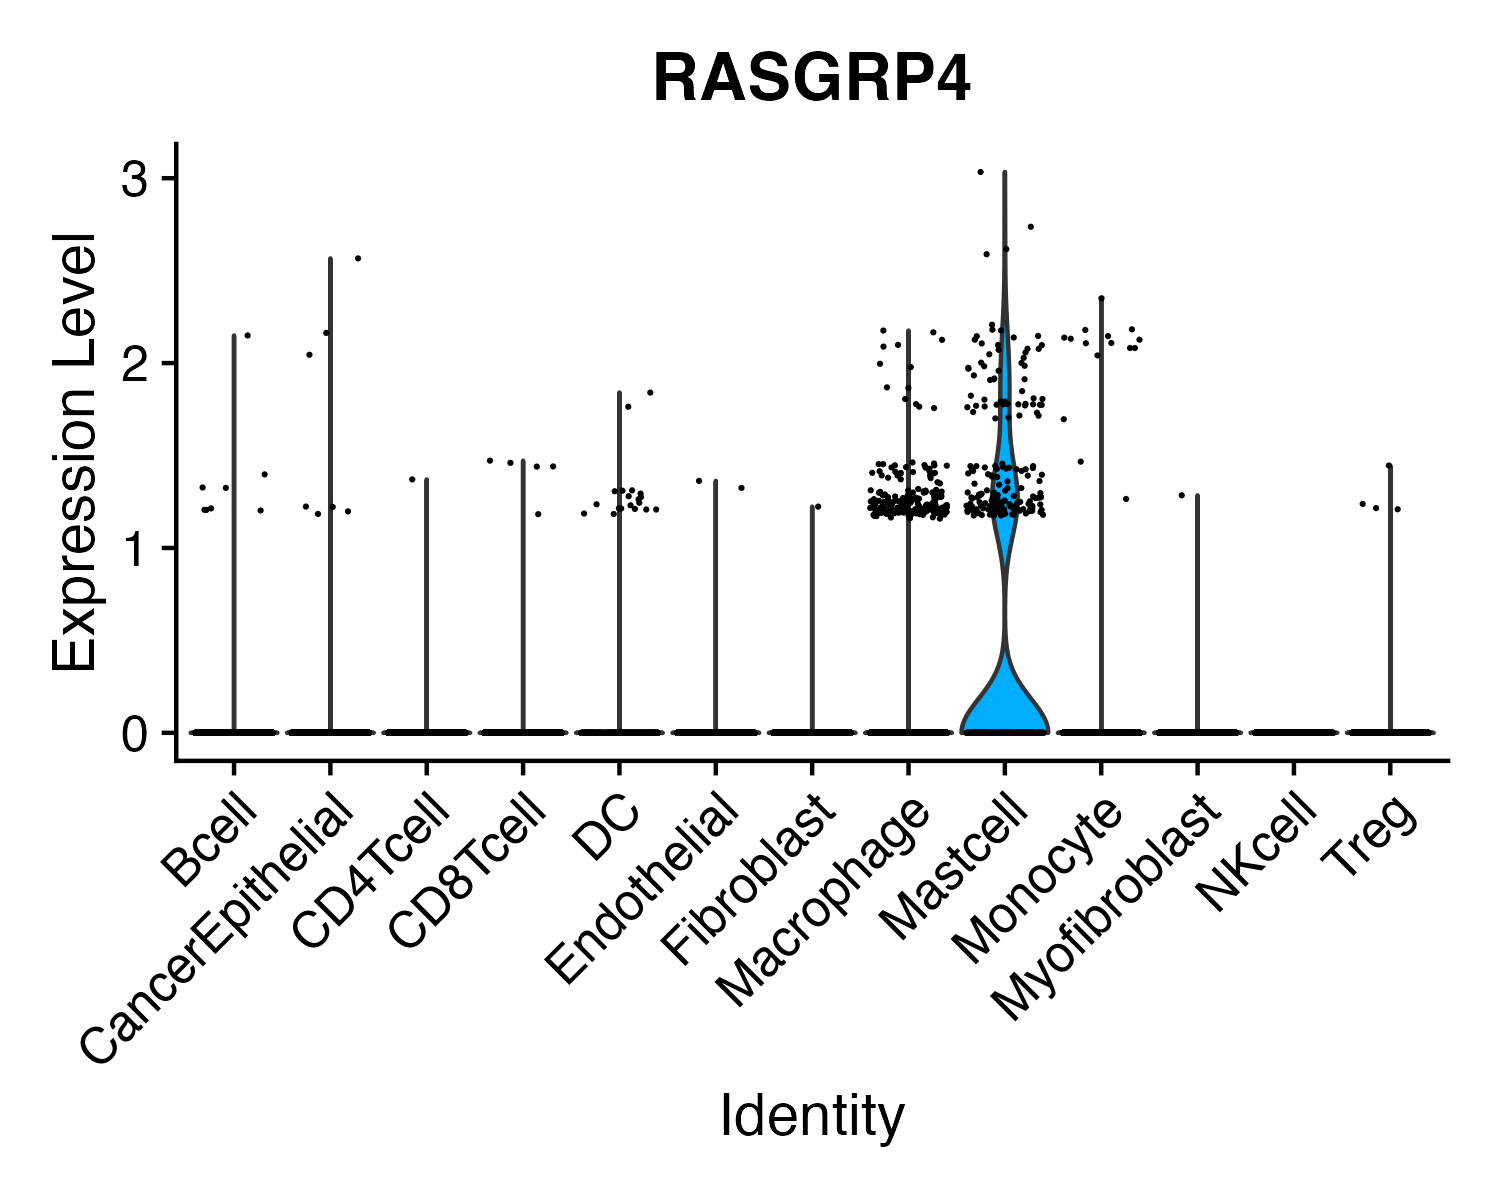 RASGRP4
Expression Level
3
2
1
0
Bcell
CancerEpithelial
CD4Tcell
CD8Tcell
DC
Endothelial
Fibroblast
Macrophage
Mastcell
Monocyte
Myofibroblast
NKcell
Treg
Identity